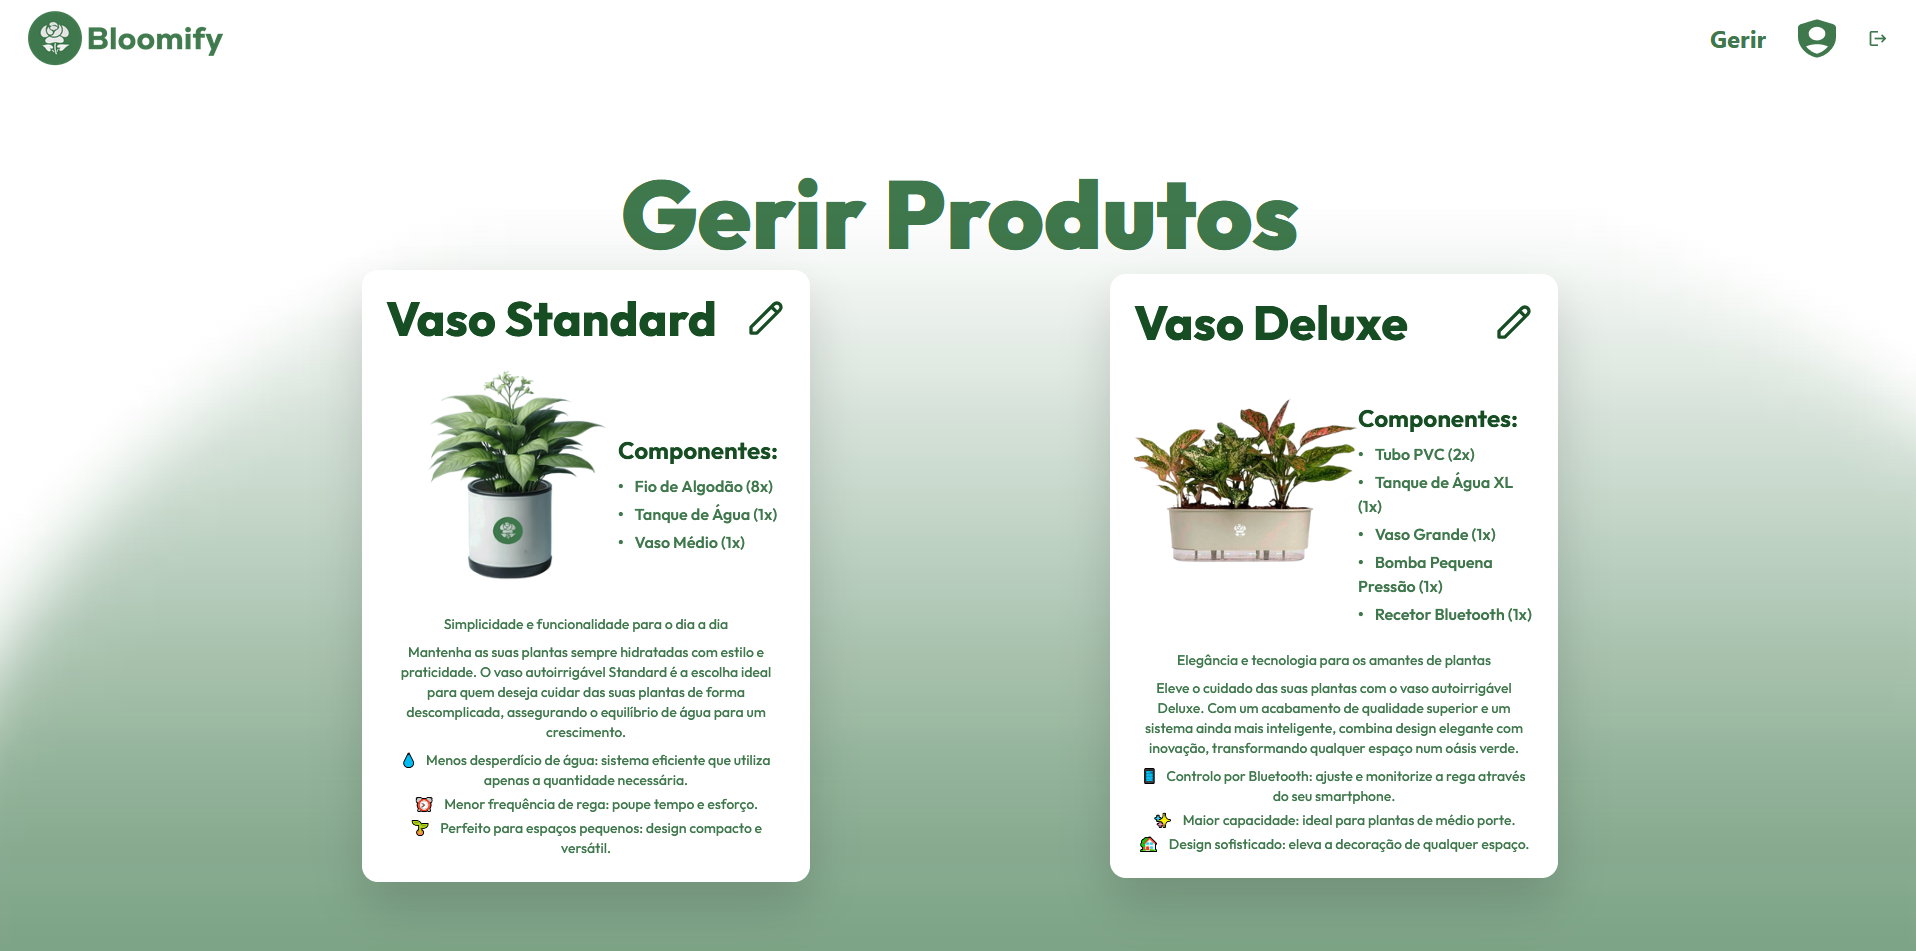 Bloomify
Gerir
Gerir Produtos
Vaso Standard
Componentes:
• Fio de Algodão (8x)
• Tanque de Água (1x)
• Vaso Médio (1x)
Simplicidade e funcionalidade para o dia a dia
Mantenha as suas plantas sempre hidratadas com estilo e
praticidade. O vaso autoirrigável Standard é a escolha ideal
para quem deseja cuidar das suas plantas de forma
descomplicada, assegurando o equilíbrio de água para um
crescimento.
💧 Menos desperdício de água: sistema eficiente que utiliza
apenas a quantidade necessária.
⏰ Menor frequência de rega: poupe tempo e esforço.
🌱 Perfeito para espaços pequenos: design compacto e
versátil.
Vaso Deluxe
Componentes:
• Tubo PVC (2x)
• Tanque de Água XL
(1x)
• Vaso Grande (1x)
• Bomba Pequena
Pressão (1x)
• Recetor Bluetooth (1x)
Elegância e tecnologia para os amantes de plantas
Eleve o cuidado das suas plantas com o vaso autoirrigável
Deluxe. Com um acabamento de qualidade superior e um
sistema ainda mais inteligente, combina design elegante com
inovação, transformando qualquer espaço num oásis verde.
📱 Controlo por Bluetooth: ajuste e monitorize a rega através
do seu smartphone.
✨ Maior capacidade: ideal para plantas de médio porte.
🏡 Design sofisticado: eleva a decoração de qualquer espaço.